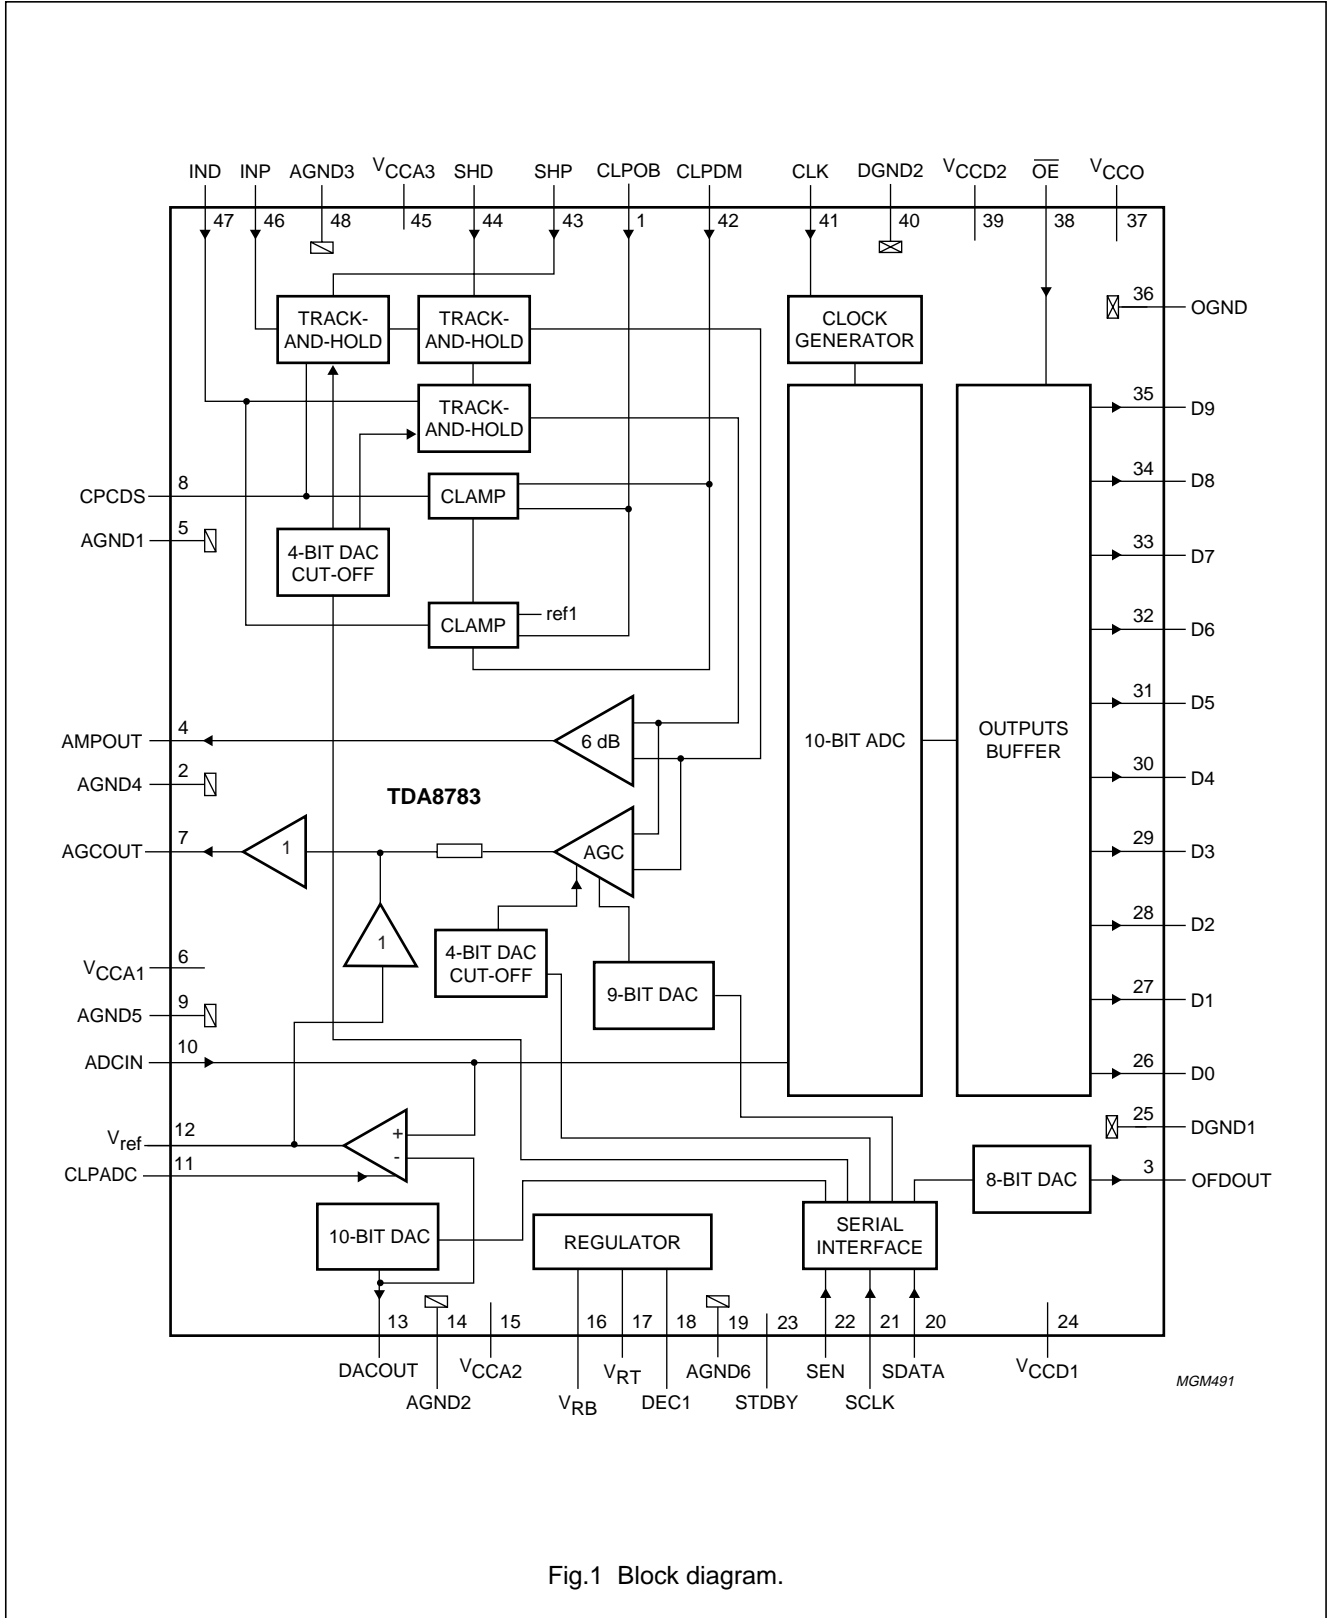 IND INP AGND3 VCCA3 SHD SHP CLPOB CLPDM CLK DGND2 VCCD2 OE VCCO
47 46 48 45 44 43 1 42 41 40 39 38 37
36 OGND
TRACK-
AND-HOLD
TRACK-
AND-HOLD
CLOCK
GENERATOR
TRACK-
AND-HOLD
35 D9
CPCDS 8
CLAMP
34 D8
AGND1 5
4-BIT DAC
CUT-OFF
33 D7
CLAMP
ref1
32 D6
31 D5
AMPOUT 4
6 dB
10-BIT ADC
OUTPUTS
BUFFER
AGND4 2
30 D4
TDA8783
AGCOUT 7
1
AGC
29 D3
1
4-BIT DAC
CUT-OFF
28 D2
VCCA1 6
9-BIT DAC
27 D1
AGND5 9
ADCIN 10
26 D0
Vref 12
+
-
25 DGND1
CLPADC 11
8-BIT DAC
3 OFDOUT
10-BIT DAC
REGULATOR
SERIAL
INTERFACE
13 14 15 16 17 18 19 23 22 21 20 24
DACOUT VCCA2 VRT AGND6 SEN SDATA VCCD1
AGND2 VRB DEC1 STDBY SCLK
MGM491
Fig.1 Block diagram.